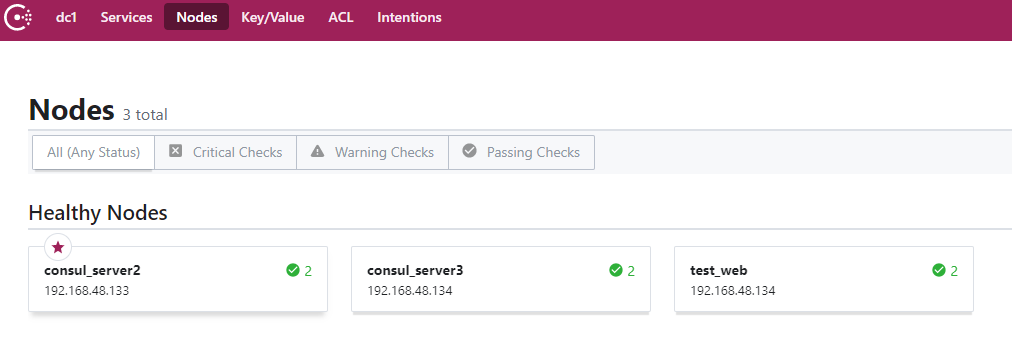 dc1 Services Nodes Key/Value ACL Intentions
Nodes 3 total
All (Any Status) Critical Checks Warning Checks Passing Checks
Healthy Nodes
consul_server2 2
192.168.48.133
consul_server3 2
192.168.48.134
test_web 2
192.168.48.134